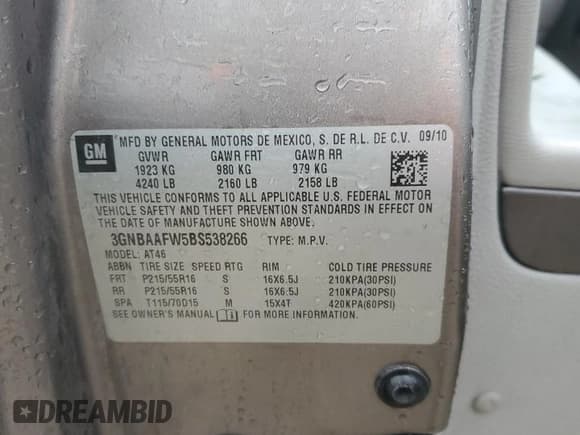 GM
MFD BY GENERAL MOTORS DE MEXICO, S. DE R.L. DE C.V. 09/10
GVWR GAWR FRT GAWR RR
1923 KG 980 KG 979 KG
4240 LB 2160 LB 2158 LB
THIS VEHICLE CONFORMS TO ALL APPLICABLE U.S. FEDERAL MOTOR
VEHICLE SAFETY AND THEFT PREVENTION STANDARDS IN EFFECT ON
THE DATE OF MANUFACTURE SHOWN ABOVE.
3GNBAAFW5BS538266 TYPE: M.P.V.
MODEL: AT46
ABBN TIRE SIZE SPEED RTG RIM COLD TIRE PRESSURE
FRT P215/55R16 S 16X6.5J 210KPA(30PSI)
RR P215/55R16 S 16X6.5J 210KPA(30PSI)
SPA T115/70D15 M 15X4T 420KPA(60PSI)
SEE OWNER'S MANUAL FOR MORE INFORMATION.
DREAMBID